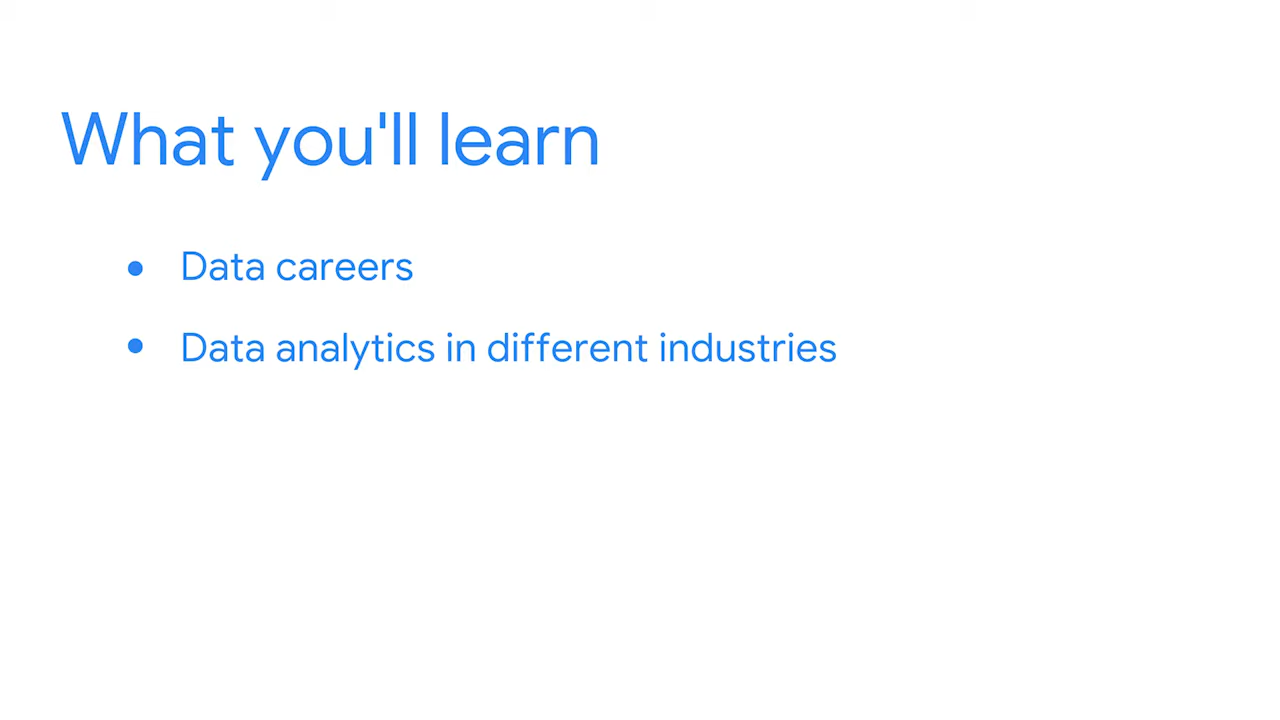 What you'll learn
• Data careers
• Data analytics in different industries